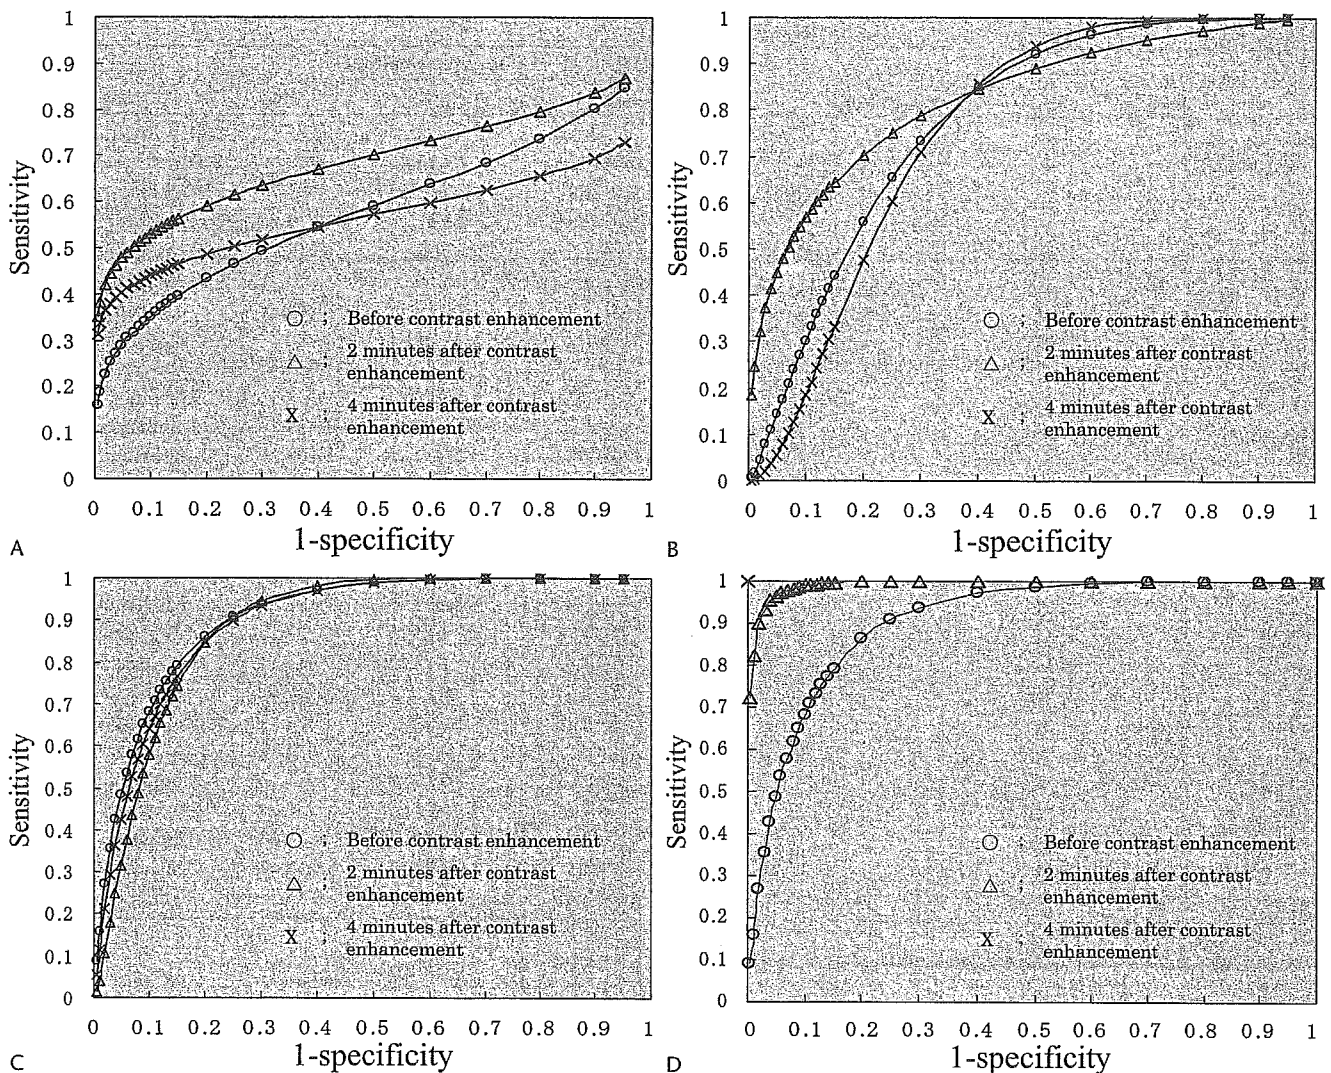 1
0.9
0.8
0.7
0.6
0.5
0.4
0.3
0.2
0.1
0
Sensitivity
○ ; Before contrast enhancement
△ ; 2 minutes after contrast
enhancement
X ; 4 minutes after contrast
enhancement
0 0.1 0.2 0.3 0.4 0.5 0.6 0.7 0.8 0.9 1
1-specificity
A
1
0.9
0.8
0.7
0.6
0.5
0.4
0.3
0.2
0.1
0
Sensitivity
○ ; Before contrast enhancement
△ ; 2 minutes after contrast
enhancement
X ; 4 minutes after contrast
enhancement
0 0.1 0.2 0.3 0.4 0.5 0.6 0.7 0.8 0.9 1
1-specificity
B
1
0.9
0.8
0.7
0.6
0.5
0.4
0.3
0.2
0.1
0
Sensitivity
○ ; Before contrast enhancement
△ ; 2 minutes after contrast
enhancement
X ; 4 minutes after contrast
enhancement
0 0.1 0.2 0.3 0.4 0.5 0.6 0.7 0.8 0.9 1
1-specificity
C
1
0.9
0.8
0.7
0.6
0.5
0.4
0.3
0.2
0.1
0
Sensitivity
○ ; Before contrast enhancement
△ ; 2 minutes after contrast
enhancement
X ; 4 minutes after contrast
enhancement
0 0.1 0.2 0.3 0.4 0.5 0.6 0.7 0.8 0.9 1
1-specificity
D